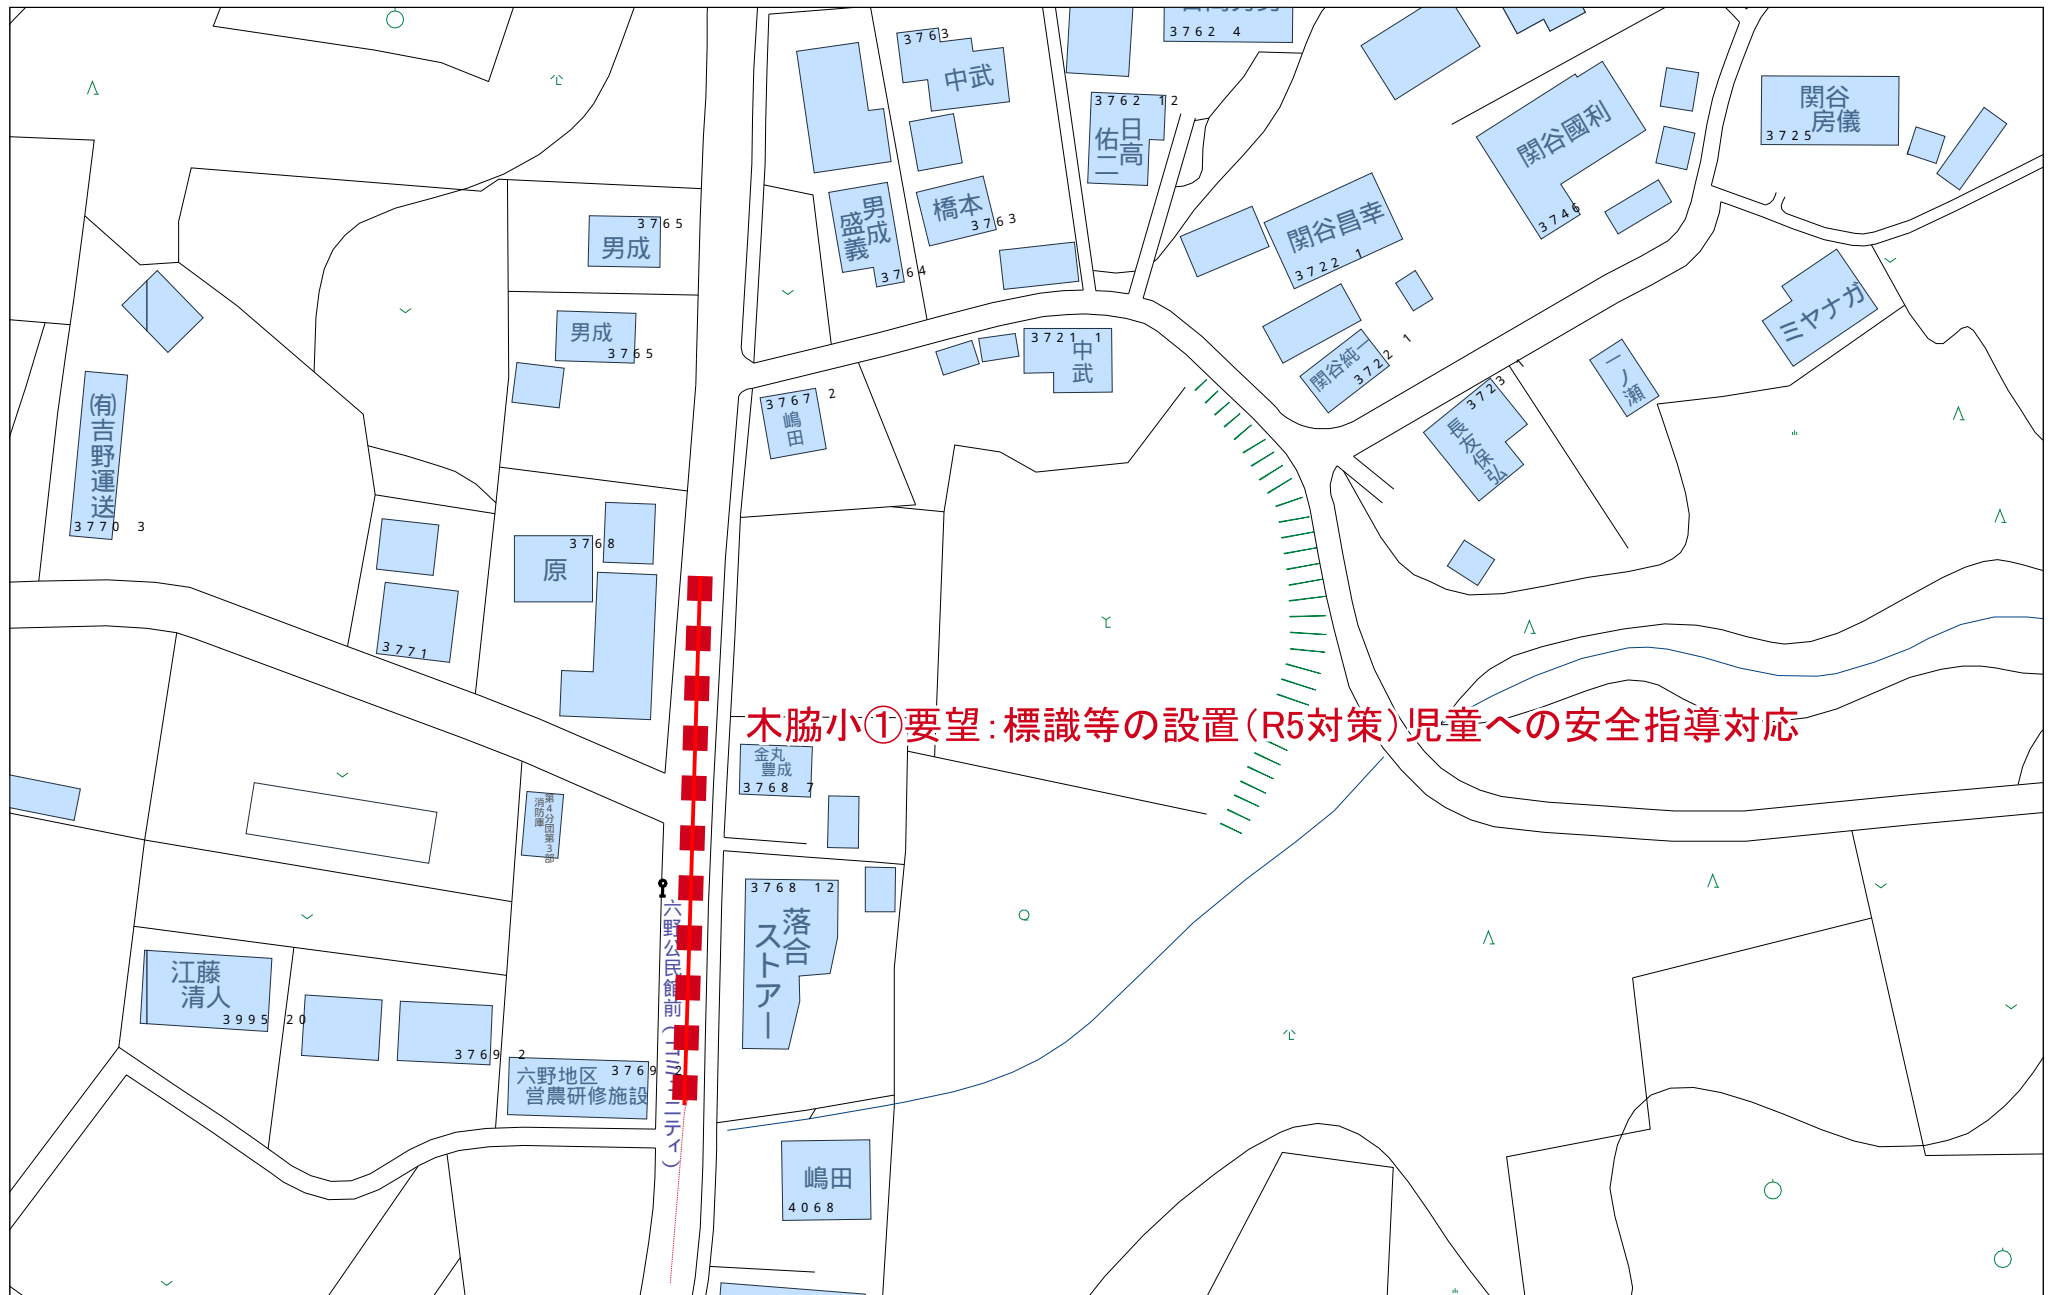 3762 4
3763
中武
3762 12
日高
佑二
関谷國利
3746
関谷
房儀
3725
3765
男成
男成
盛義
3764
橋本
3763
関谷昌幸
3722 1
ミヤナガ
男成
3765
3721 1
中武
関谷純一
3722 1
一ノ瀬
3767 2
嶋田
3723 1
長友保弘
㈲吉野運送
3770 3
3768
原
3771
木脇小①要望:標識等の設置(R5対策)児童への安全指導対応
金丸
豊成
3768 7
第4分団第3部
消防庫
3768 12
落合
ストアー
六野公民館前(コミュニティ)
江藤
清人
3995 20
3769 2
六野地区
営農研修施設
3769 2
嶋田
4068